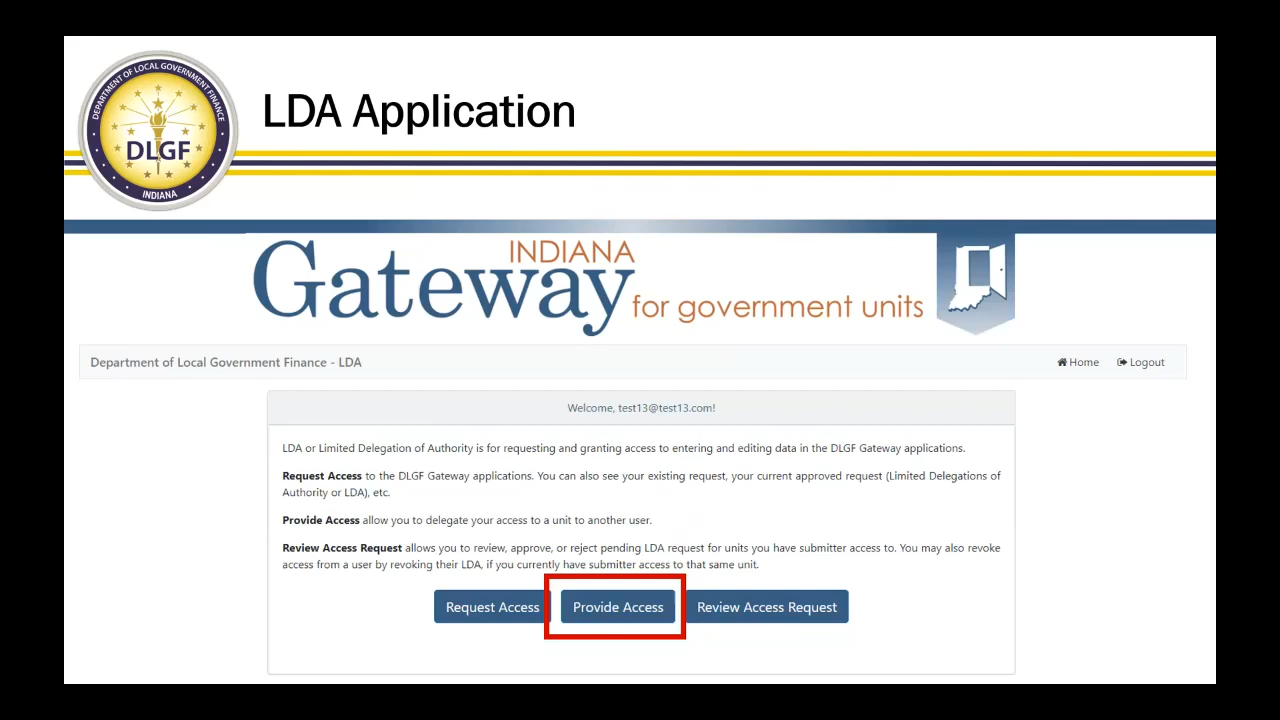 DEPARTMENT OF LOCAL GOVERNMENT FINANCE
DLGF
INDIANA
LDA Application
INDIANA
Gateway
for government units
Department of Local Government Finance - LDA
Home
Logout
Welcome, test13@test13.com!
LDA or Limited Delegation of Authority is for requesting and granting access to entering and editing data in the DLGF Gateway applications.
Request Access to the DLGF Gateway applications. You can also see your existing request, your current approved request (Limited Delegations of
Authority or LDA), etc.
Provide Access allow you to delegate your access to a unit to another user.
Review Access Request allows you to review, approve, or reject pending LDA request for units you have submitter access to. You may also revoke
access from a user by revoking their LDA, if you currently have submitter access to that same unit.
Request Access
Provide Access
Review Access Request